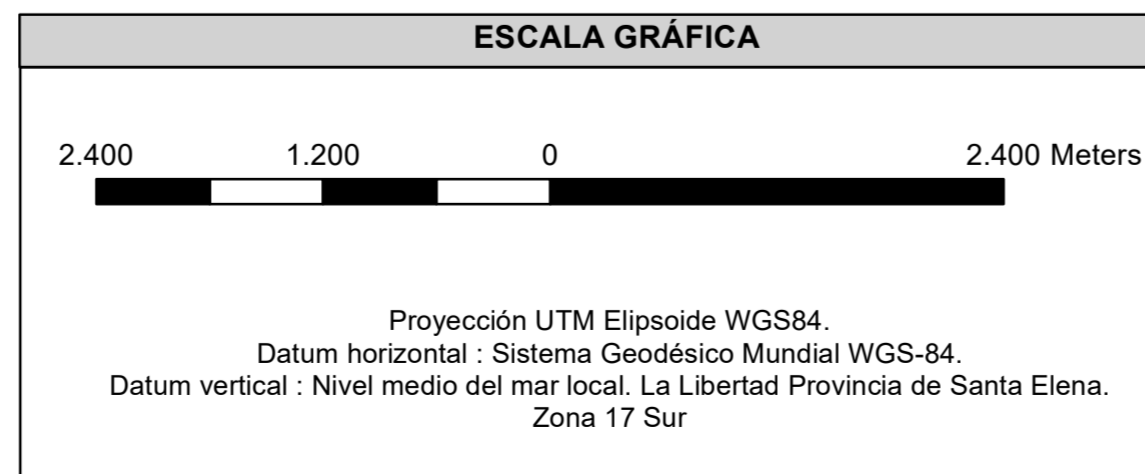 ESCALA GRÁFICA
2.400 1.200 0 2.400 Meters
Proyección UTM Elipsoide WGS84.
Datum horizontal : Sistema Geodésico Mundial WGS-84.
Datum vertical : Nivel medio del mar local. La Libertad Provincia de Santa Elena.
Zona 17 Sur